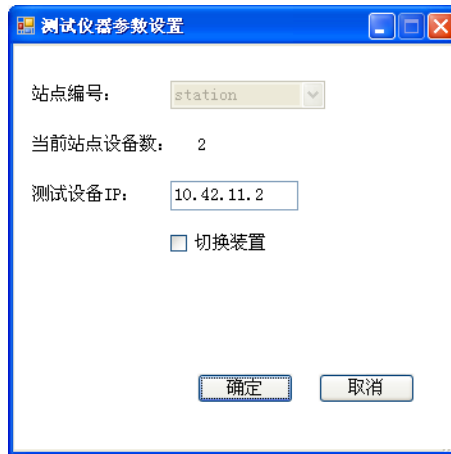 测试仪器参数设置
站点编号: station
当前站点设备数: 2
测试设备IP: 10.42.11.2
切换装置
确定 取消